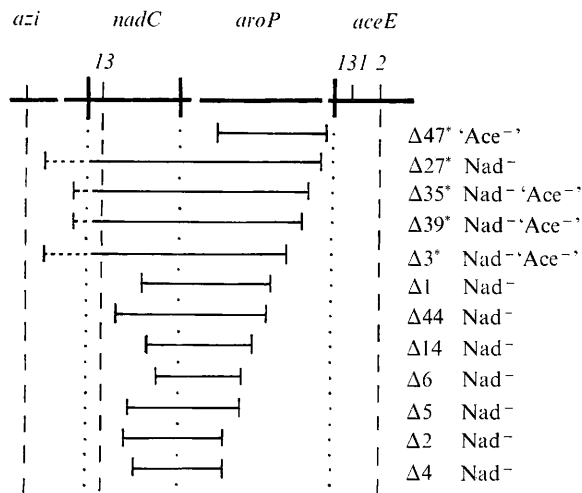 azi nadC aroP aceE
13 131 2
Δ47* ‘Ace⁻’
Δ27* Nad⁻
Δ35* Nad⁻‘Ace⁻’
Δ39* Nad⁻‘Ace⁻’
Δ3* Nad⁻‘Ace⁻’
Δ1 Nad⁻
Δ44 Nad⁻
Δ14 Nad⁻
Δ6 Nad⁻
Δ5 Nad⁻
Δ2 Nad⁻
Δ4 Nad⁻